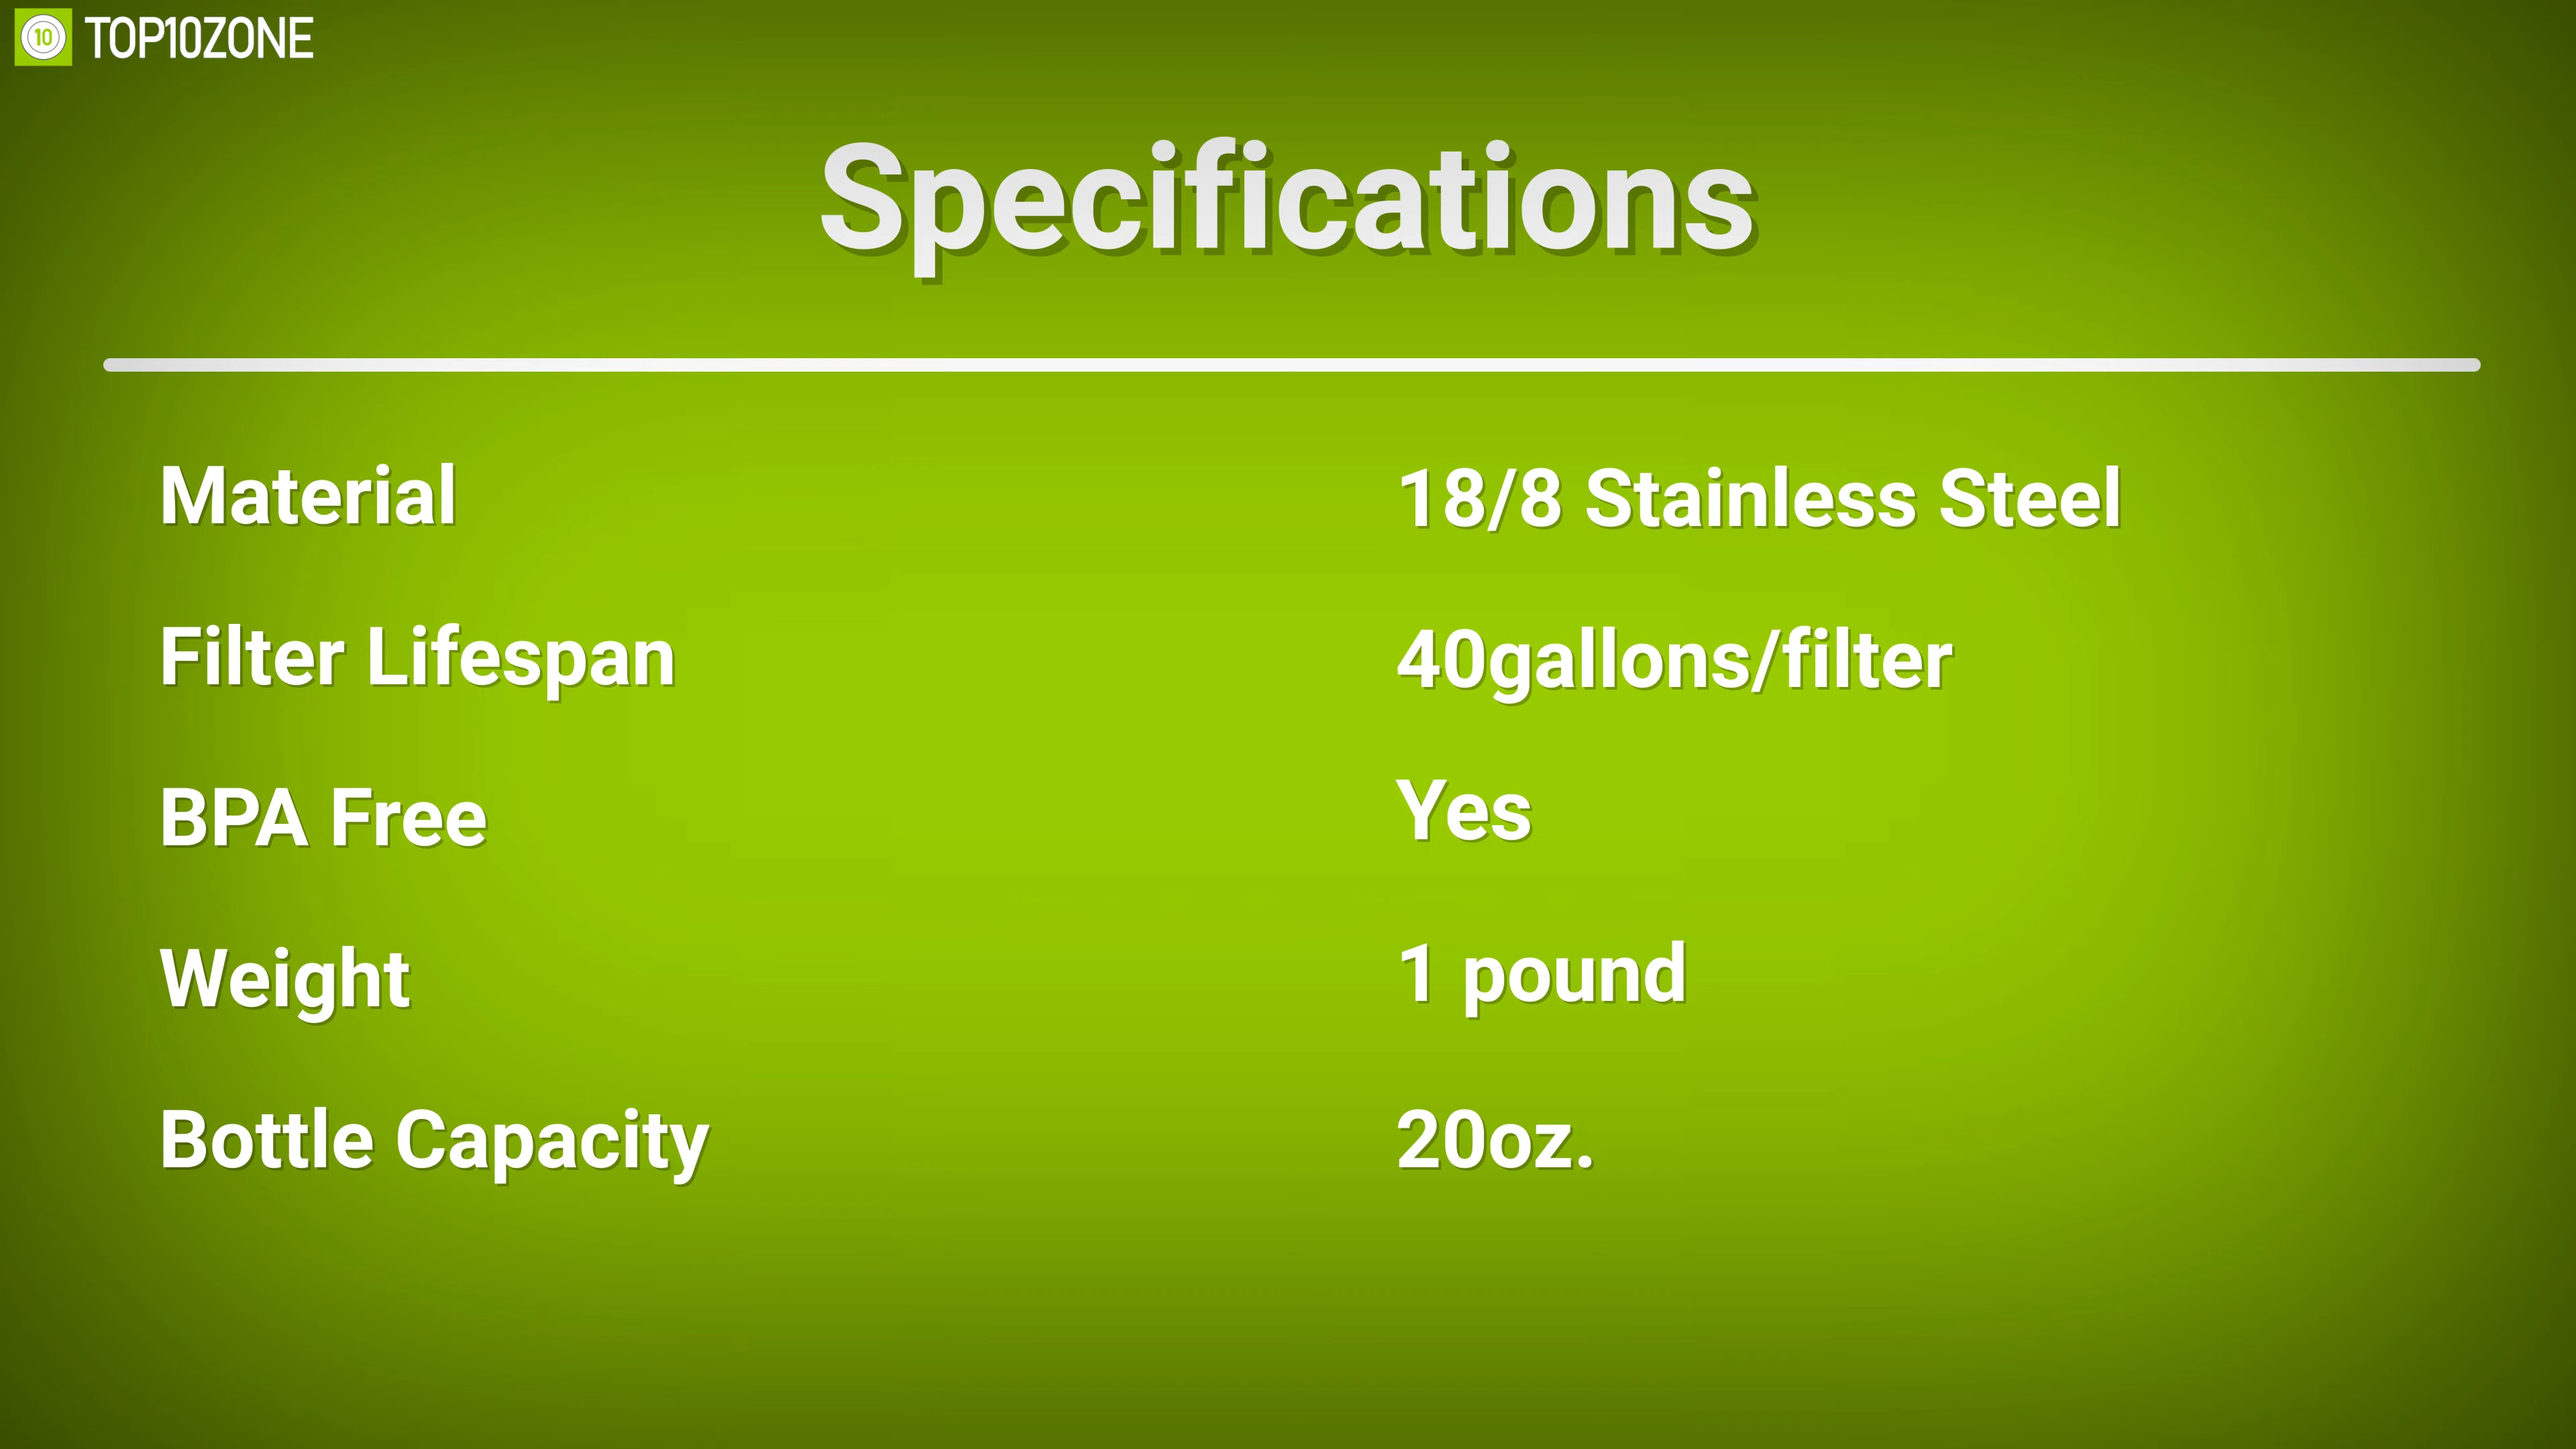 10 TOP10ZONE
Specifications
Material 18/8 Stainless Steel
Filter Lifespan 40gallons/filter
BPA Free Yes
Weight 1 pound
Bottle Capacity 20oz.